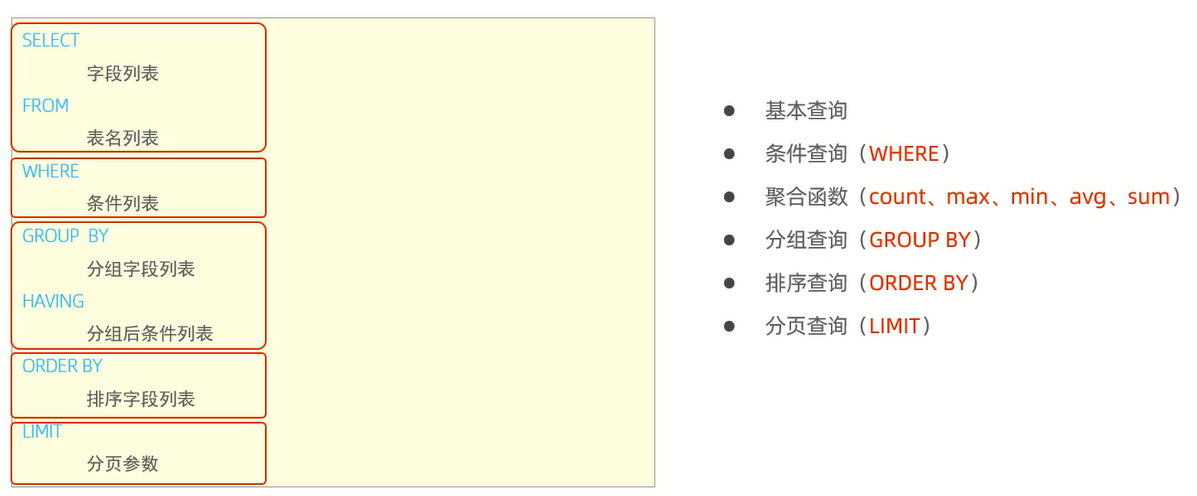 SELECT
字段列表
FROM
表名列表
WHERE
条件列表
GROUP  BY
分组字段列表
HAVING
分组后条件列表
ORDER BY
排序字段列表
LIMIT
分页参数
● 基本查询
● 条件查询（WHERE）
● 聚合函数（count、max、min、avg、sum）
● 分组查询（GROUP BY）
● 排序查询（ORDER BY）
● 分页查询（LIMIT）